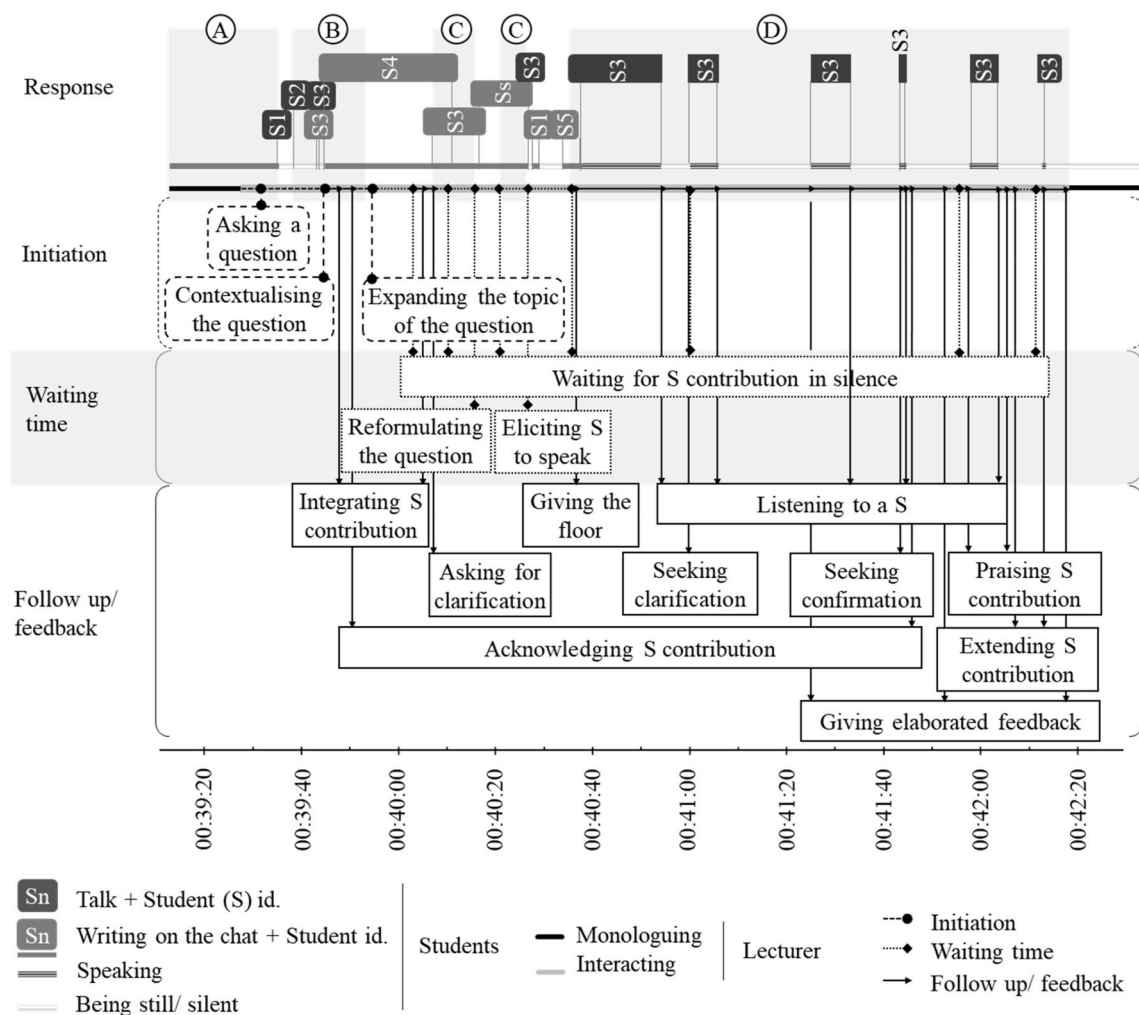 A
B
C
C
D
Response
S1
S2
S3
S3
S4
S3
Ss
S3
S1
S5
S3
S3
S3
S3
S3
S3
Initiation
Asking a
question
Contextualising
the question
Expanding the topic
of the question
Waiting
time
Waiting for S contribution in silence
Reformulating
the question
Eliciting S
to speak
Follow up/
feedback
Integrating S
contribution
Giving the
floor
Listening to a S
Asking for
clarification
Seeking
clarification
Seeking
confirmation
Praising S
contribution
Acknowledging S contribution
Extending S
contribution
Giving elaborated feedback
00:39:20
00:39:40
00:40:00
00:40:20
00:40:40
00:41:00
00:41:20
00:41:40
00:42:00
00:42:20
Sn Talk + Student (S) id.
Sn Writing on the chat + Student id.
Speaking
Being still/ silent
Students
Monologuing
Interacting
Lecturer
Initiation
Waiting time
Follow up/ feedback